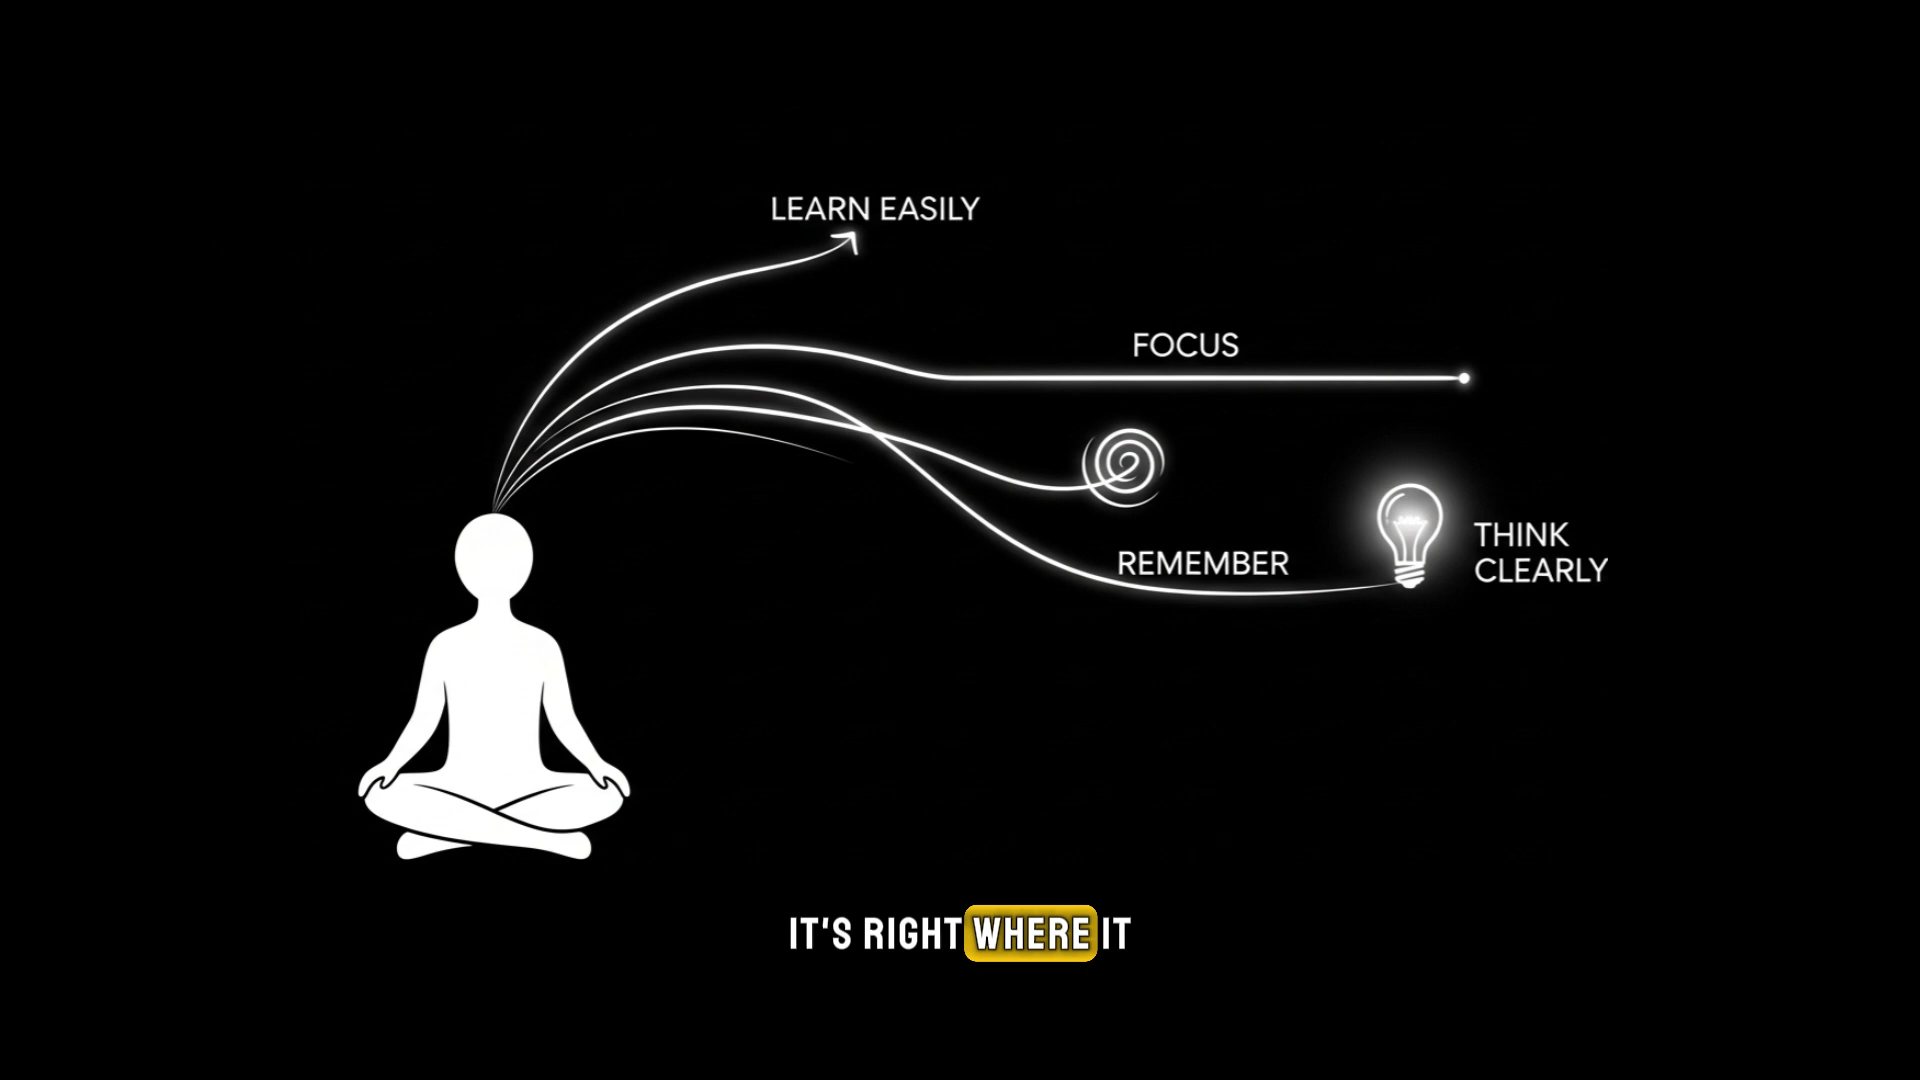 LEARN EASILY
FOCUS
REMEMBER
THINK
CLEARLY
IT'S RIGHT WHERE IT